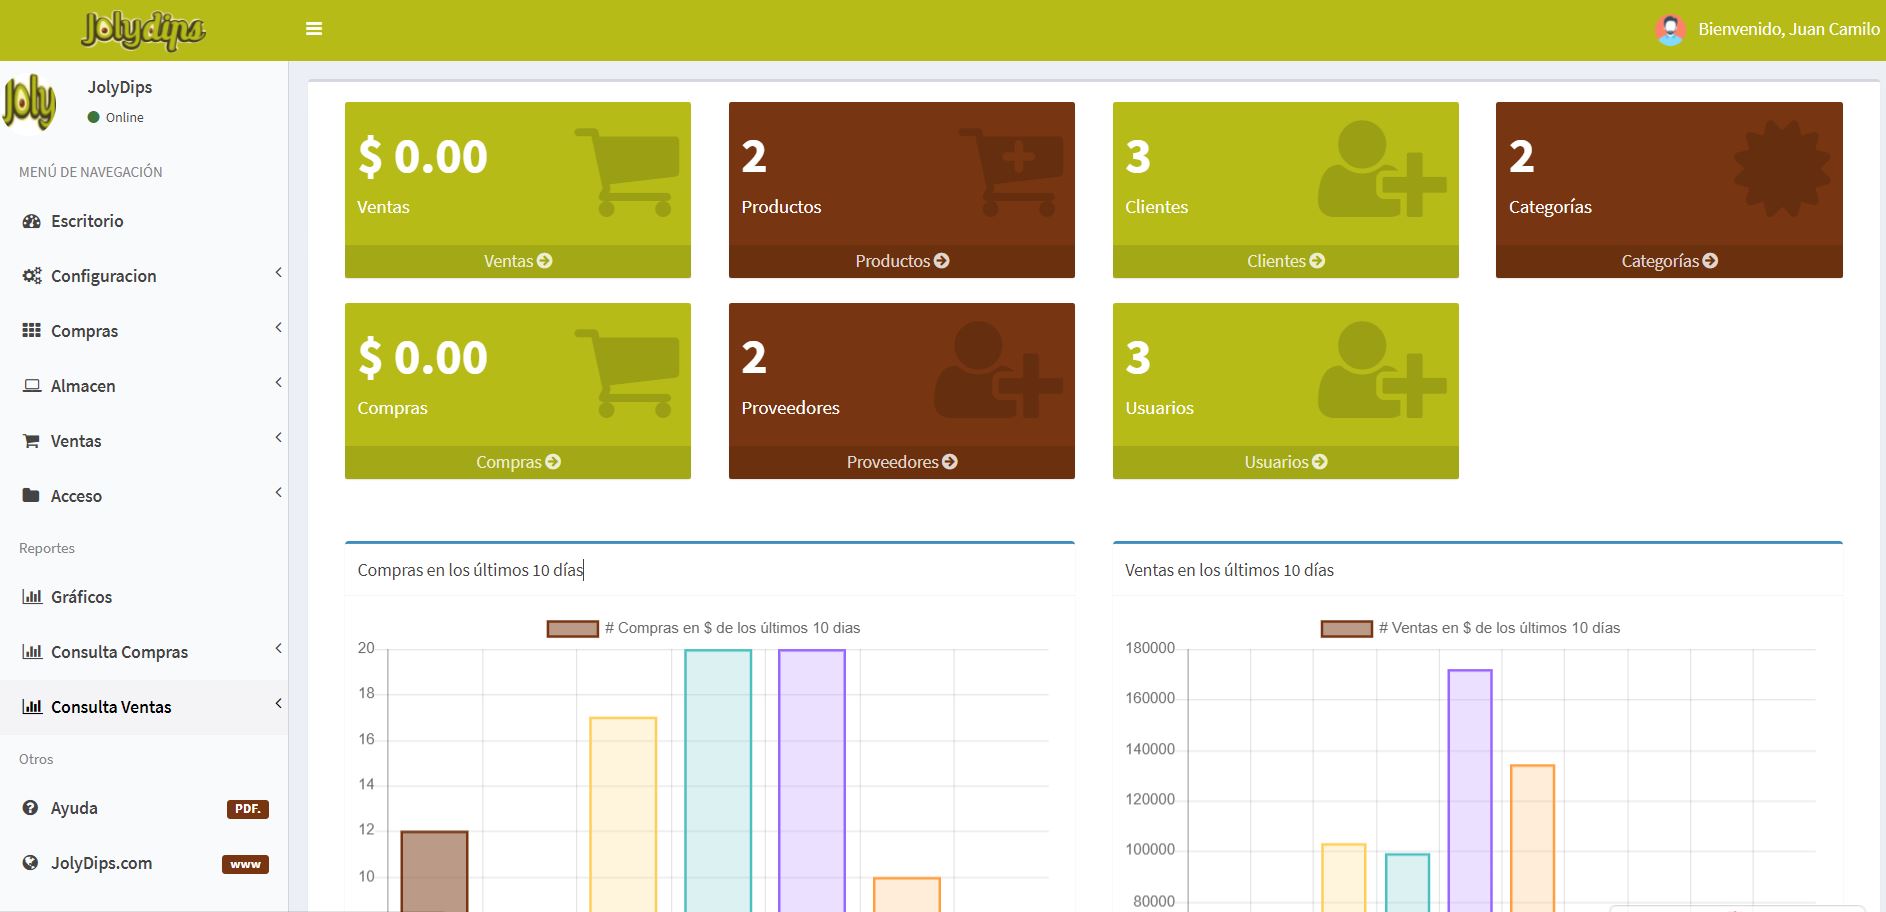 Jolydips
Bienvenido, Juan Camilo
Joly
JolyDips
Online
MENÚ DE NAVEGACIÓN
Escritorio
Configuracion
Compras
Almacen
Ventas
Acceso
Reportes
Gráficos
Consulta Compras
Consulta Ventas
Otros
Ayuda
PDF.
JolyDips.com
www
$ 0.00
Ventas
Ventas
2
Productos
Productos
3
Clientes
Clientes
2
Categorías
Categorías
$ 0.00
Compras
Compras
2
Proveedores
Proveedores
3
Usuarios
Usuarios
Compras en los últimos 10 días
# Compras en $ de los últimos 10 dias
20
18
16
14
12
10
Ventas en los últimos 10 días
# Ventas en $ de los últimos 10 días
180000
160000
140000
120000
100000
80000